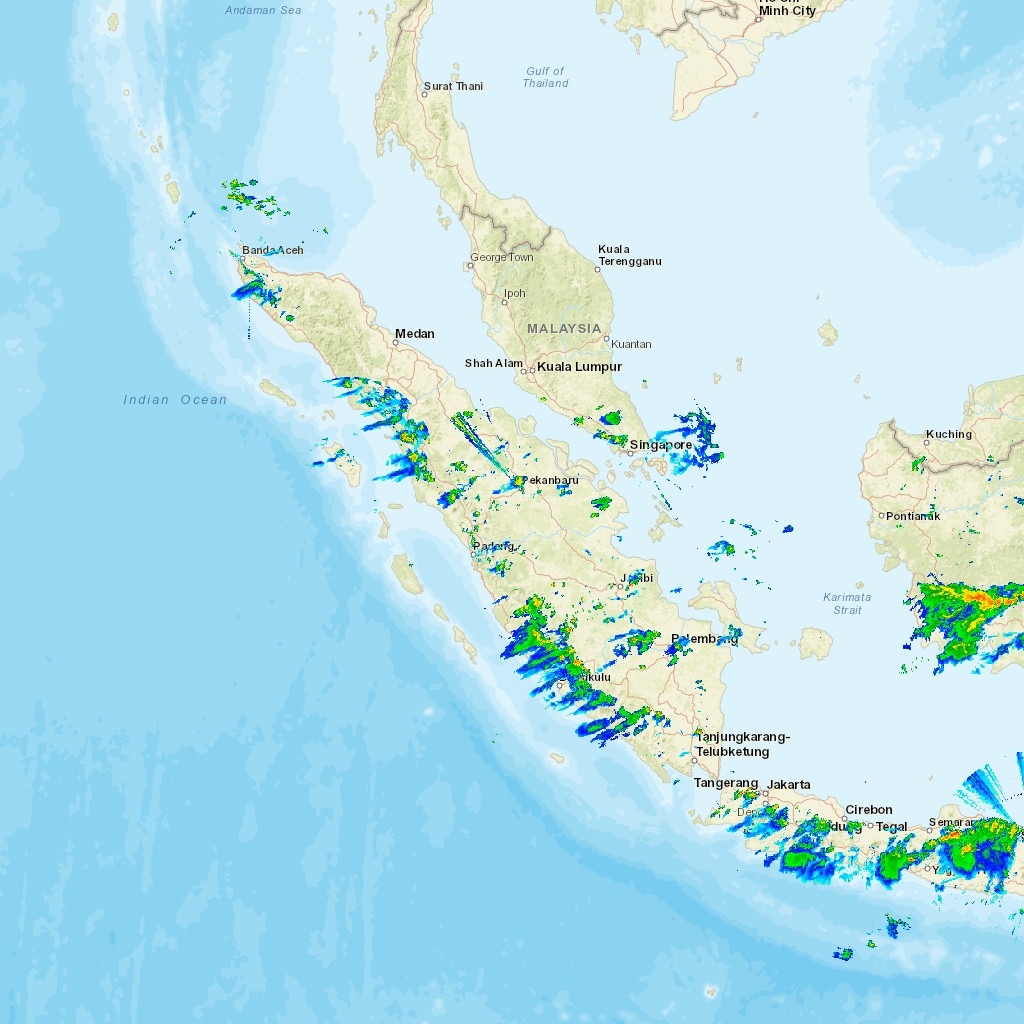 Andaman Sea
Minh City
Gulf of
Thailand
Surat Thani
Banda Aceh
George Town
Kuala
Terengganu
Ipoh
MALAYSIA
Medan
Kuantan
Shah Alam
Kuala Lumpur
Indian Ocean
Kuching
Singapore
Pekanbaru
Pontianak
Padang
Jambi
Karimata
Strait
Palembang
Tanjungkarang-
Telubketung
Tangerang
Jakarta
Cirebon
Tegal